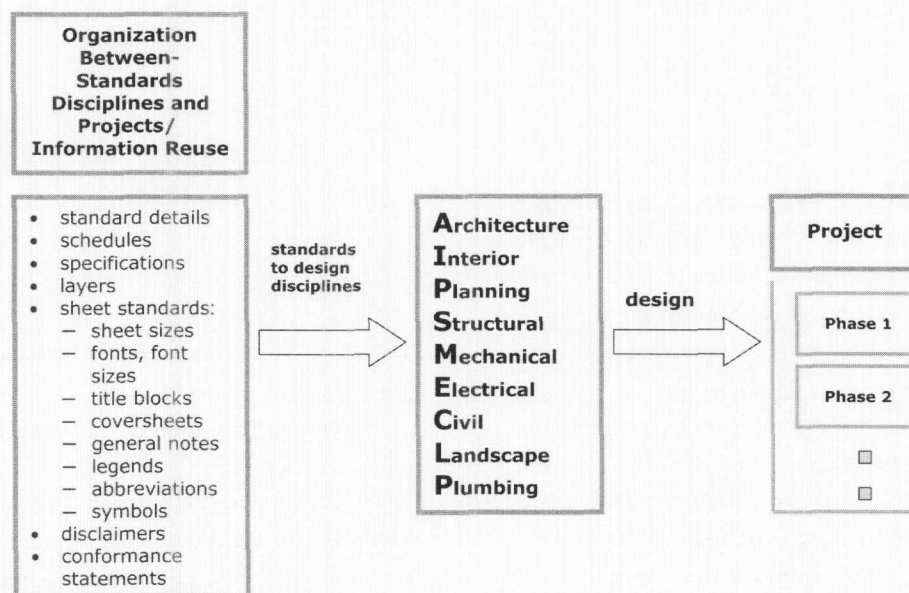 Organization
Between-
Standards
Disciplines and
Projects/
Information Reuse
• standard details
• schedules
• specifications
• layers
• sheet standards:
– sheet sizes
– fonts, font
sizes
– title blocks
– coversheets
– general notes
– legends
– abbreviations
– symbols
• disclaimers
• conformance
statements
standards
to design
disciplines
Architecture
Interior
Planning
Structural
Mechanical
Electrical
Civil
Landscape
Plumbing
design
Project
Phase 1
Phase 2